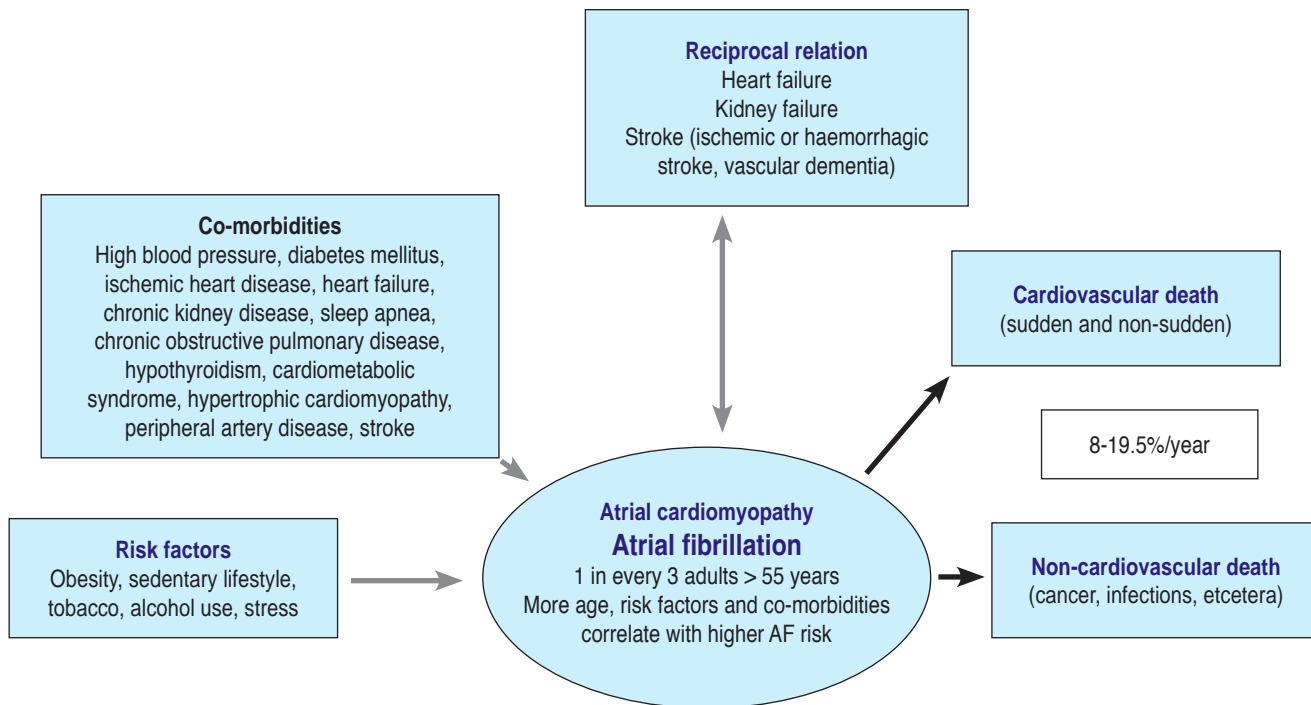 Reciprocal relation
Heart failure
Kidney failure
Stroke (ischemic or haemorrhagic
stroke, vascular dementia)
Co-morbidities
High blood pressure, diabetes mellitus,
ischemic heart disease, heart failure,
chronic kidney disease, sleep apnea,
chronic obstructive pulmonary disease,
hypothyroidism, cardiometabolic
syndrome, hypertrophic cardiomyopathy,
peripheral artery disease, stroke
Cardiovascular death
(sudden and non-sudden)
8-19.5%/year
Risk factors
Obesity, sedentary lifestyle,
tobacco, alcohol use, stress
Atrial cardiomyopathy
Atrial fibrillation
1 in every 3 adults > 55 years
More age, risk factors and co-morbidities
correlate with higher AF risk
Non-cardiovascular death
(cancer, infections, etcetera)